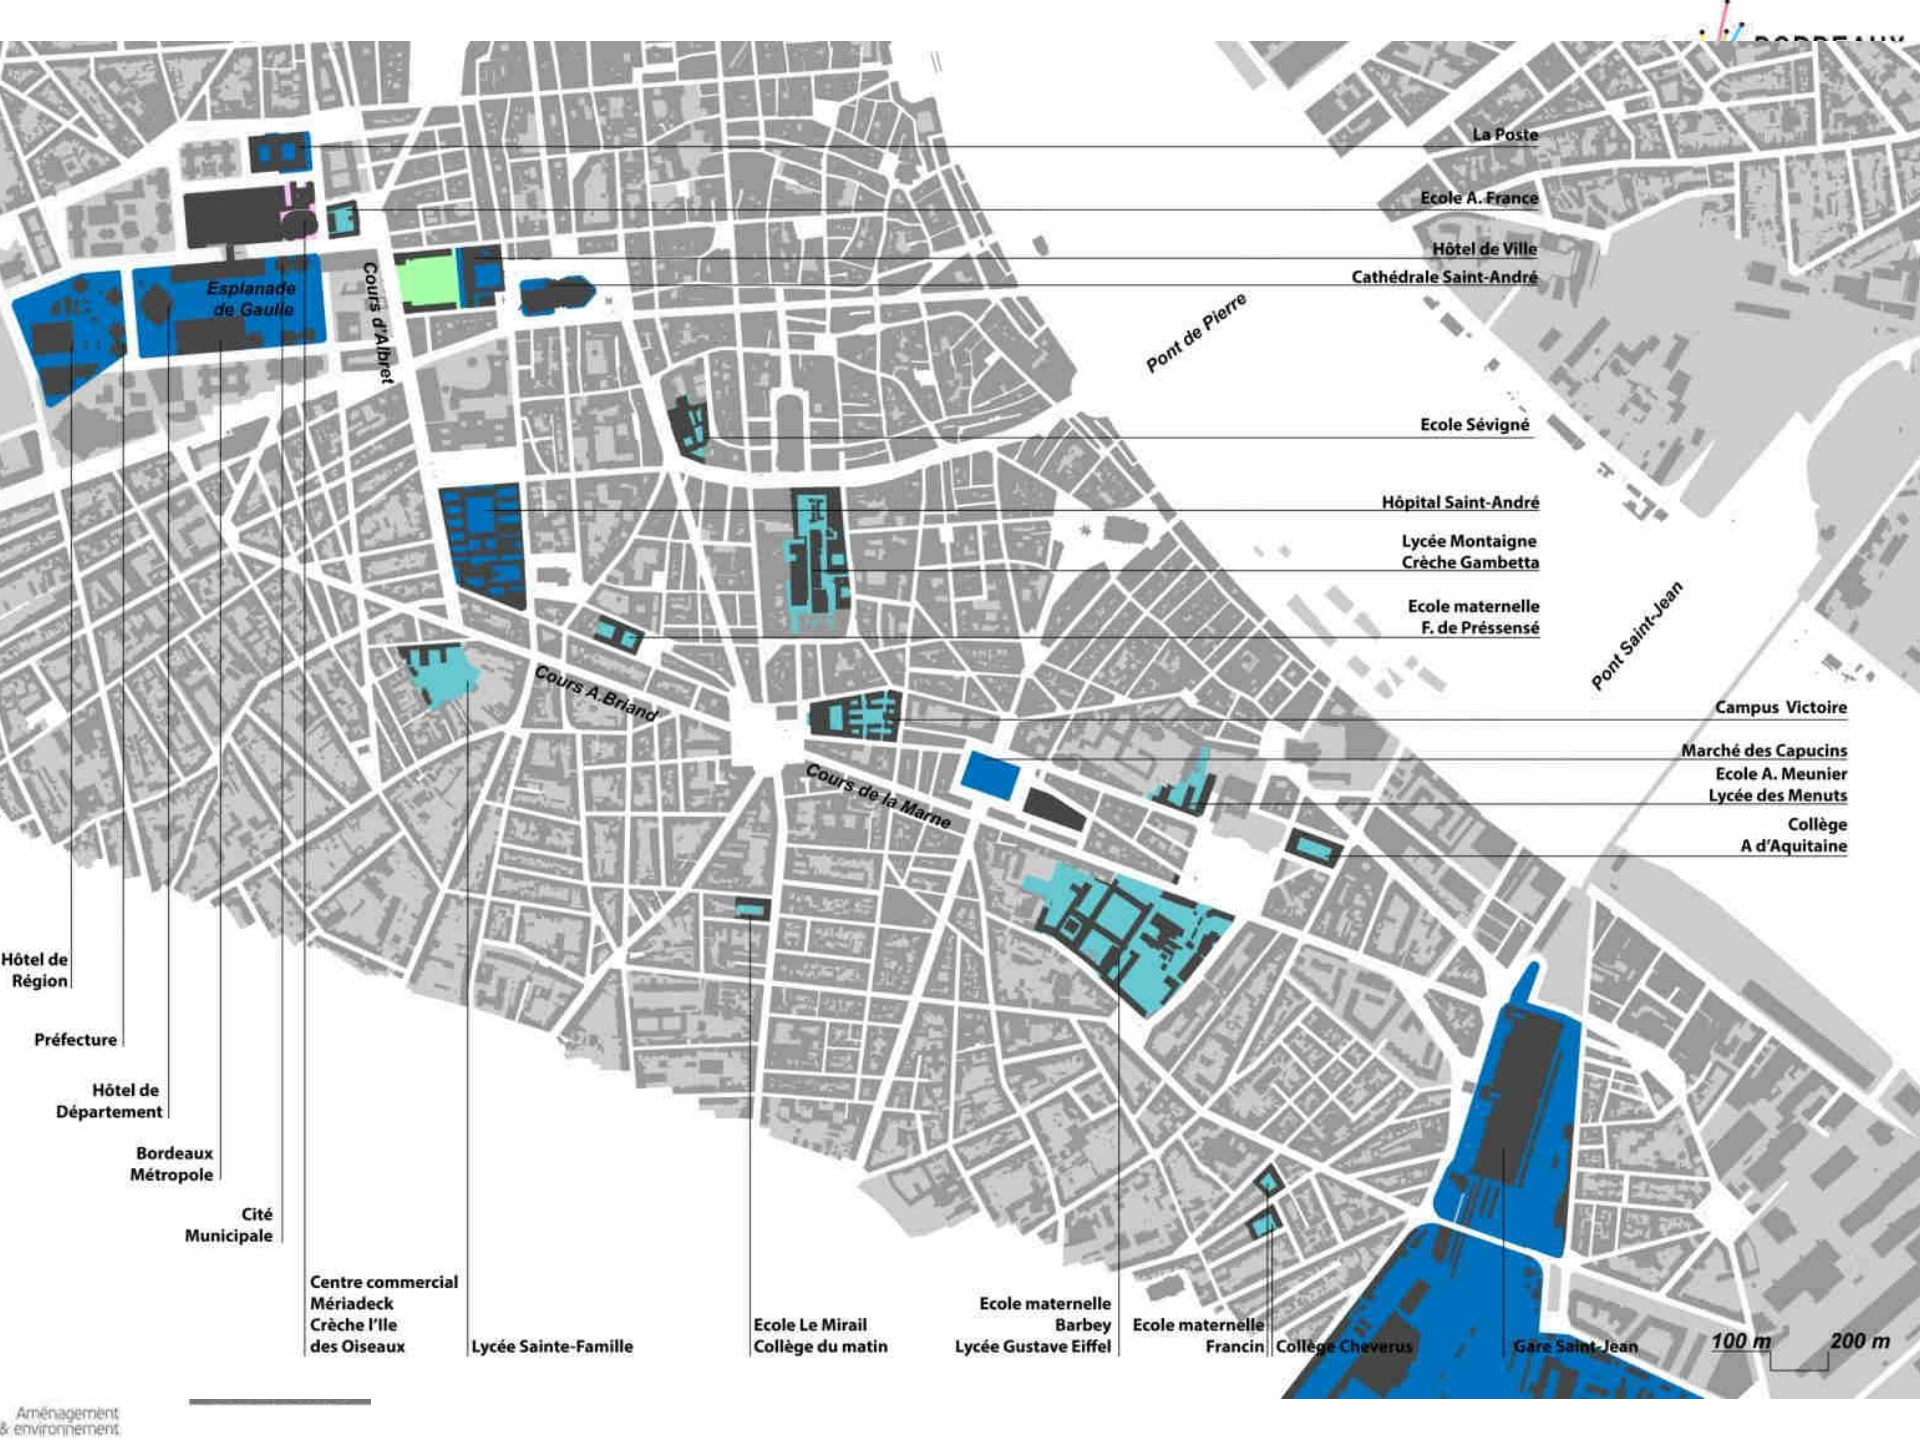 BORDEAUX
La Poste
Ecole A. France
Hôtel de Ville
Cathédrale Saint-André
Esplanade
de Gaulle
Cours d'Albret
Pont de Pierre
Ecole Sévigné
Hôpital Saint-André
Lycée Montaigne
Crèche Gambetta
Ecole maternelle
F. de Préssensé
Pont Saint-Jean
Cours A.Briand
Campus Victoire
Marché des Capucins
Ecole A. Meunier
Lycée des Menuts
Cours de la Marne
Collège
A d'Aquitaine
Hôtel de
Région
Préfecture
Hôtel de
Département
Bordeaux
Métropole
Cité
Municipale
Centre commercial
Mériadeck
Crèche l'Ile
des Oiseaux
Lycée Sainte-Famille
Ecole Le Mirail
Collège du matin
Ecole maternelle
Barbey
Lycée Gustave Eiffel
Ecole maternelle
Francin
Collège Cheverus
Gare Saint-Jean
100 m
200 m
Aménagement
& environnement